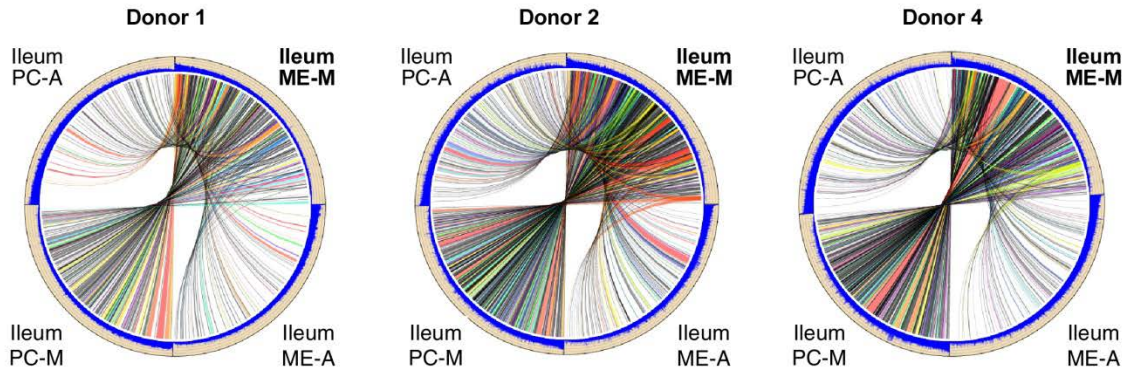 Donor 1
Ileum
PC-A
Ileum
ME-M
Ileum
PC-M
Ileum
ME-A
Donor 2
Ileum
PC-A
Ileum
ME-M
Ileum
PC-M
Ileum
ME-A
Donor 4
Ileum
PC-A
Ileum
ME-M
Ileum
PC-M
Ileum
ME-A